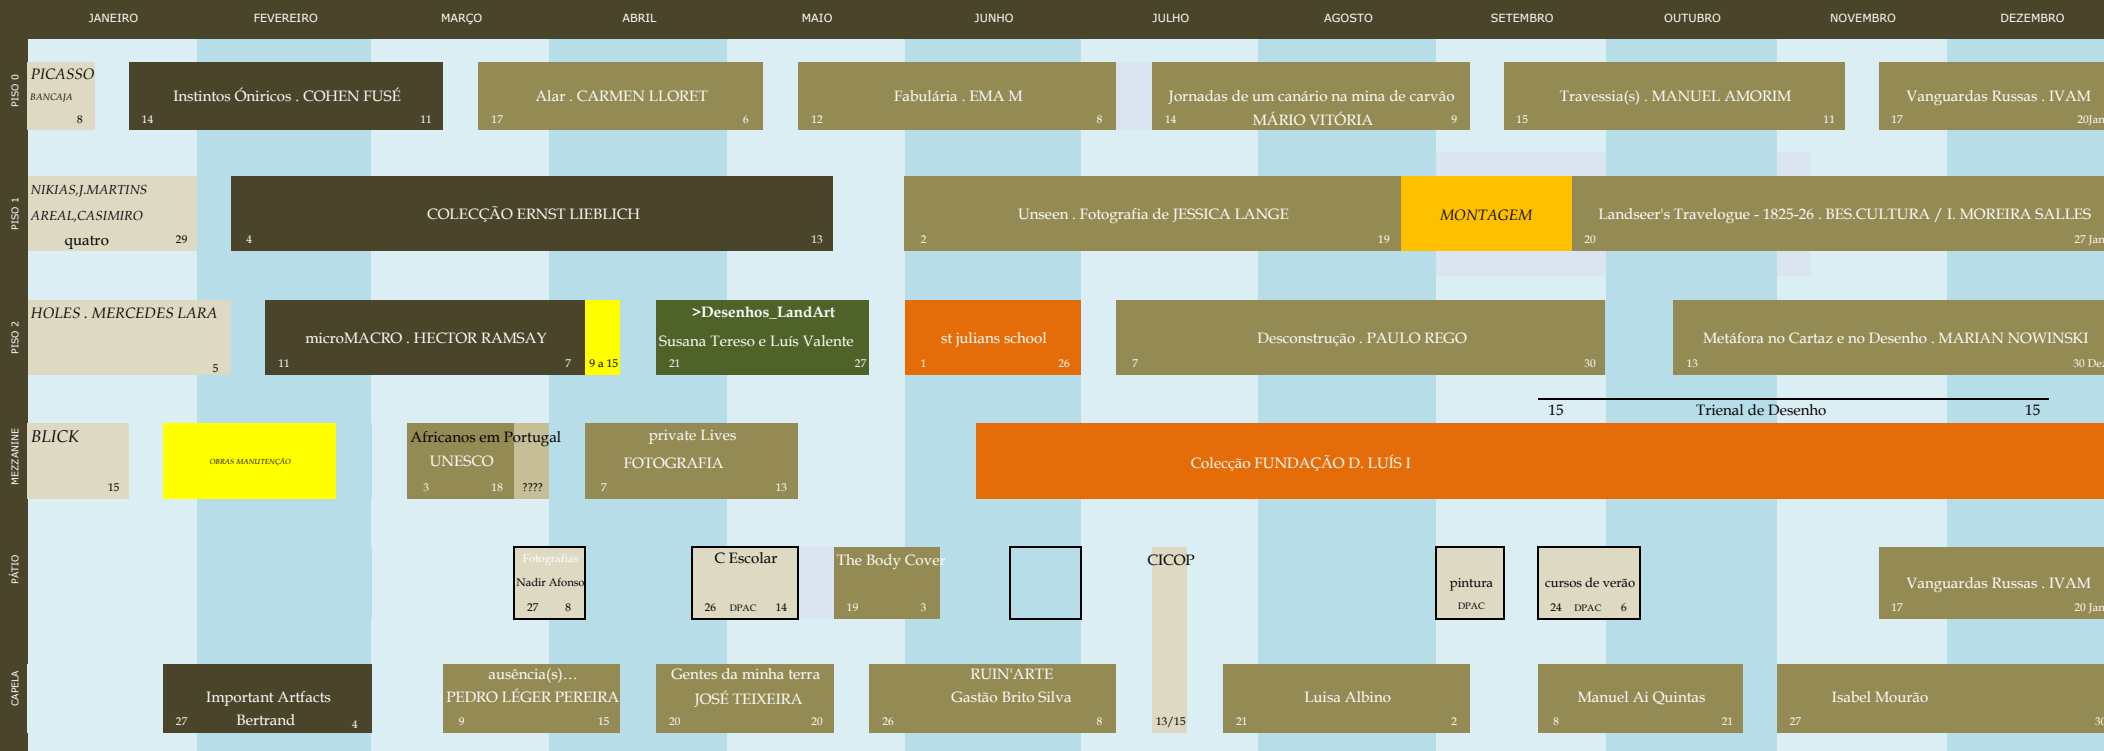 JANEIRO FEVEREIRO MARÇO ABRIL MAIO JUNHO JULHO AGOSTO SETEMBRO OUTUBRO NOVEMBRO DEZEMBRO
PISO 0
PICASSO
BANCAJA
8
Instintos Óniricos . COHEN FUSÉ
14 11
Alar . CARMEN LLORET
17 6
Fabulária . EMA M
12 8
Jornadas de um canário na mina de carvâo
MÁRIO VITÓRIA
14 9
Travessia(s) . MANUEL AMORIM
15 11
Vanguardas Russas . IVAM
17 20Jan
PISO 1
NIKIAS,J.MARTINS
AREAL,CASIMIRO
quatro 29
COLECÇÃO ERNST LIEBLICH
4 13
Unseen . Fotografia de JESSICA LANGE
2 19
MONTAGEM
Landseer's Travelogue - 1825-26 . BES.CULTURA / I. MOREIRA SALLES
20 27 Jan
PISO 2
HOLES . MERCEDES LARA
5
microMACRO . HECTOR RAMSAY
11 7
9 a 15
>Desenhos_LandArt
Susana Tereso e Luís Valente
21 27
st julians school
1 26
Desconstrução . PAULO REGO
7 30
Metáfora no Cartaz e no Desenho . MARIAN NOWINSKI
13 30 Dez
15 Trienal de Desenho 15
MEZZANINE
BLICK
15
OBRAS MANUTENÇÃO
Africanos em Portugal
UNESCO
3 18 ????
private Lives
FOTOGRAFIA
7 13
Colecção FUNDAÇÃO D. LUÍS I
PÁTIO
Fotografias
Nadir Afonso
27 8
C Escolar
26 DPAC 14
The Body Cover
19 3
CICOP
13/15
pintura
DPAC
cursos de verão
24 DPAC 6
Vanguardas Russas . IVAM
17 20 Jan
CAPELA
Important Artfacts
Bertrand
27 4
ausência(s)…
PEDRO LÉGER PEREIRA
9 15
Gentes da minha terra
JOSÉ TEIXEIRA
20 20
RUIN'ARTE
Gastão Brito Silva
26 8
Luisa Albino
21 2
Manuel Ai Quintas
8 21
Isabel Mourão
27 30